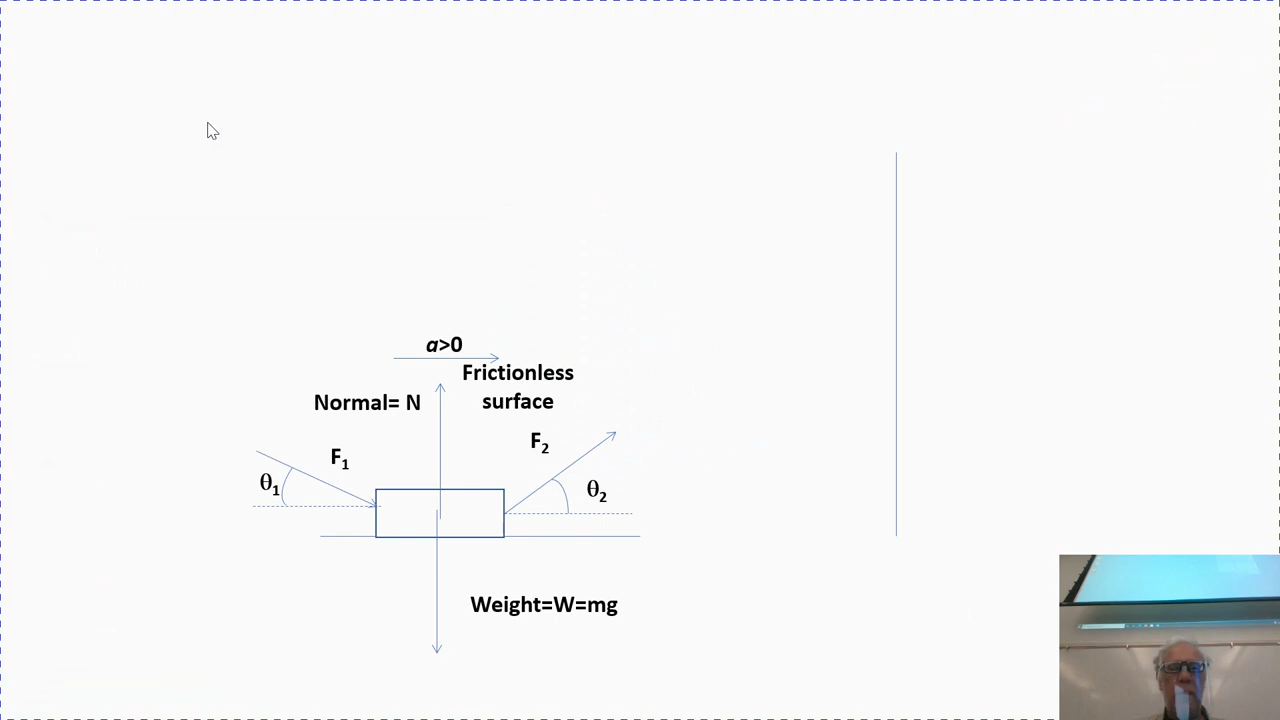 a>0
Frictionless
surface
Normal= N
F₂
F₁
θ₁
θ₂
Weight=W=mg